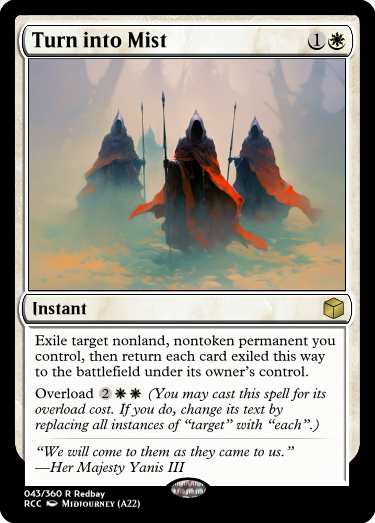 Turn into Mist 1
Instant
Exile target nonland, nontoken permanent you
control, then return each card exiled this way
to the battlefield under its owner's control.
Overload 2 (You may cast this spell for its
overload cost. If you do, change its text by
replacing all instances of “target” with “each”.)
“We will come to them as they came to us.”
—Her Majesty Yanis III
043/360 R Redbay
RCC Midjourney (A22)